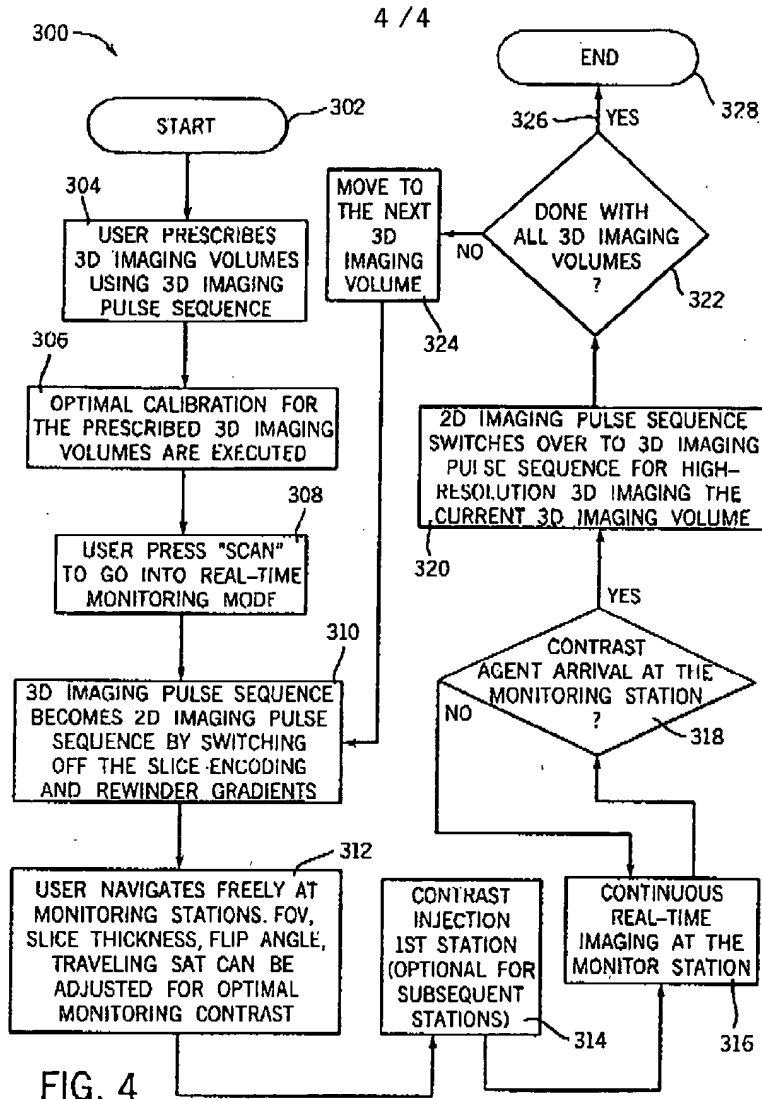 4 / 4
300
START
302
304
USER PRESCRIBES
3D IMAGING VOLUMES
USING 3D IMAGING
PULSE SEQUENCE
306
OPTIMAL CALIBRATION FOR
THE PRESCRIBED 3D IMAGING
VOLUMES ARE EXECUTED
308
USER PRESS "SCAN"
TO GO INTO REAL-TIME
MONITORING MODE
310
3D IMAGING PULSE SEQUENCE
BECOMES 2D IMAGING PULSE
SEQUENCE BY SWITCHING
OFF THE SLICE ENCODING
AND REWINDER GRADIENTS
312
USER NAVIGATES FREELY AT
MONITORING STATIONS. FOV,
SLICE THICKNESS, FLIP ANGLE,
TRAVELING SAT CAN BE
ADJUSTED FOR OPTIMAL
MONITORING CONTRAST
CONTRAST
INJECTION
1ST STATION
(OPTIONAL FOR
SUBSEQUENT
STATIONS)
314
CONTINUOUS
REAL-TIME
IMAGING AT THE
MONITOR STATION
316
CONTRAST
AGENT ARRIVAL AT THE
MONITORING STATION
?
318
NO
YES
2D IMAGING PULSE SEQUENCE
SWITCHES OVER TO 3D IMAGING
PULSE SEQUENCE FOR HIGH-
RESOLUTION 3D IMAGING THE
CURRENT 3D IMAGING VOLUME
320
DONE WITH
ALL 3D IMAGING
VOLUMES
?
322
NO
MOVE TO
THE NEXT
3D
IMAGING
VOLUME
324
326
YES
END
328
FIG. 4